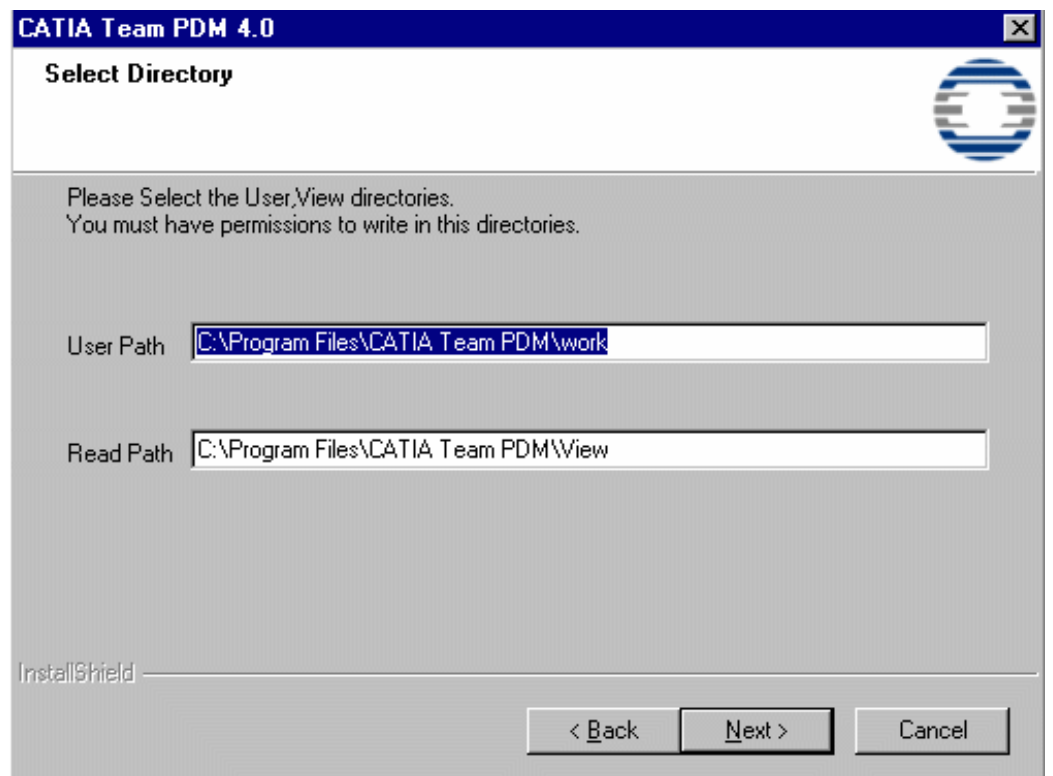 CATIA Team PDM 4.0
Select Directory
Please Select the User,View directories.
You must have permissions to write in this directories.
User Path C:\Program Files\CATIA Team PDM\work
Read Path C:\Program Files\CATIA Team PDM\View
InstallShield
< Back Next > Cancel